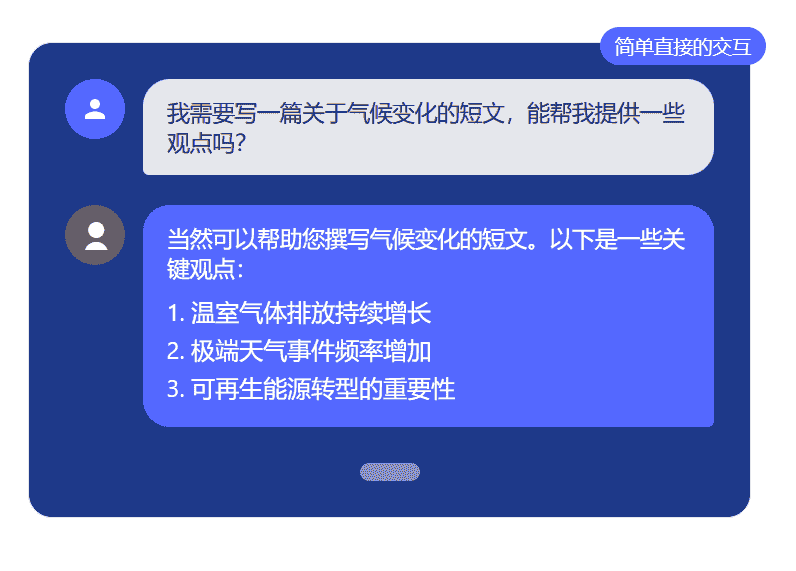 简单直接的交互
我需要写一篇关于气候变化的短文，能帮我提供一些
观点吗？
当然可以帮助您撰写气候变化的短文。以下是一些关
键观点：
1. 温室气体排放持续增长
2. 极端天气事件频率增加
3. 可再生能源转型的重要性